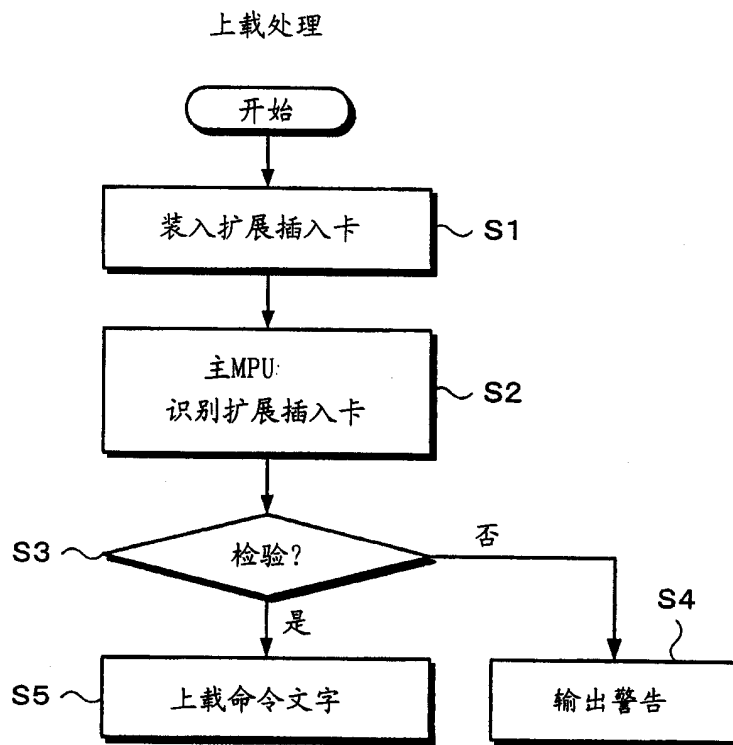 上载处理
开始
装入扩展插入卡
S1
主MPU:
识别扩展插入卡
S2
S3
检验?
否
是
S4
S5
上载命令文字
输出警告